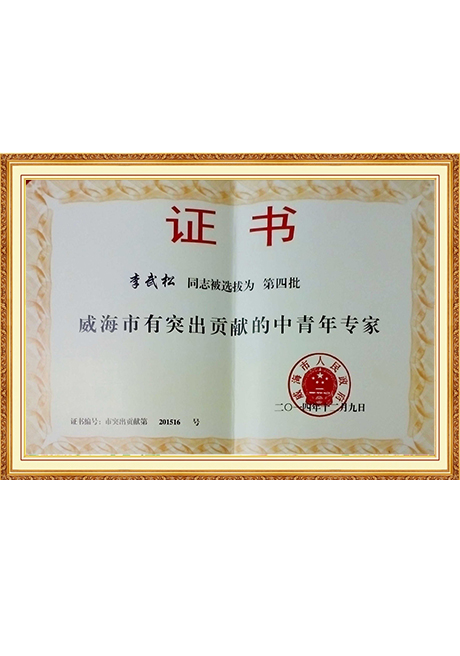 证书
李武松 同志被选拔为 第四批
威海市有突出贡献的中青年专家
威海市人民政府
二〇一四年十二月九日
证书编号：市突出贡献第 201516 号